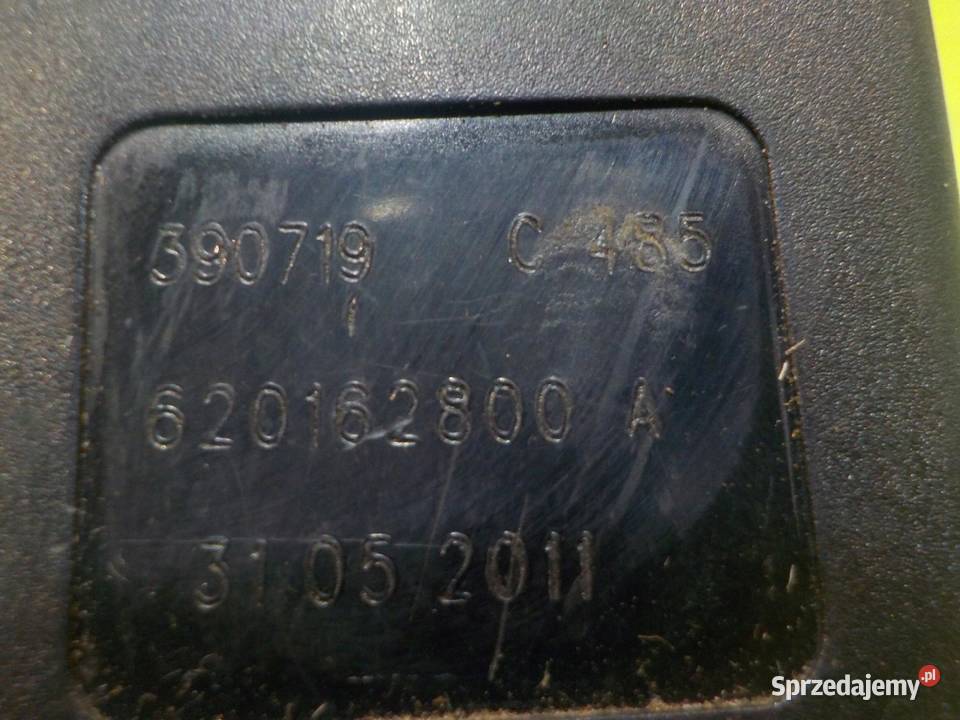 390719 C 485
620162800 A
31 05 2011
Sprzedajemy.pl